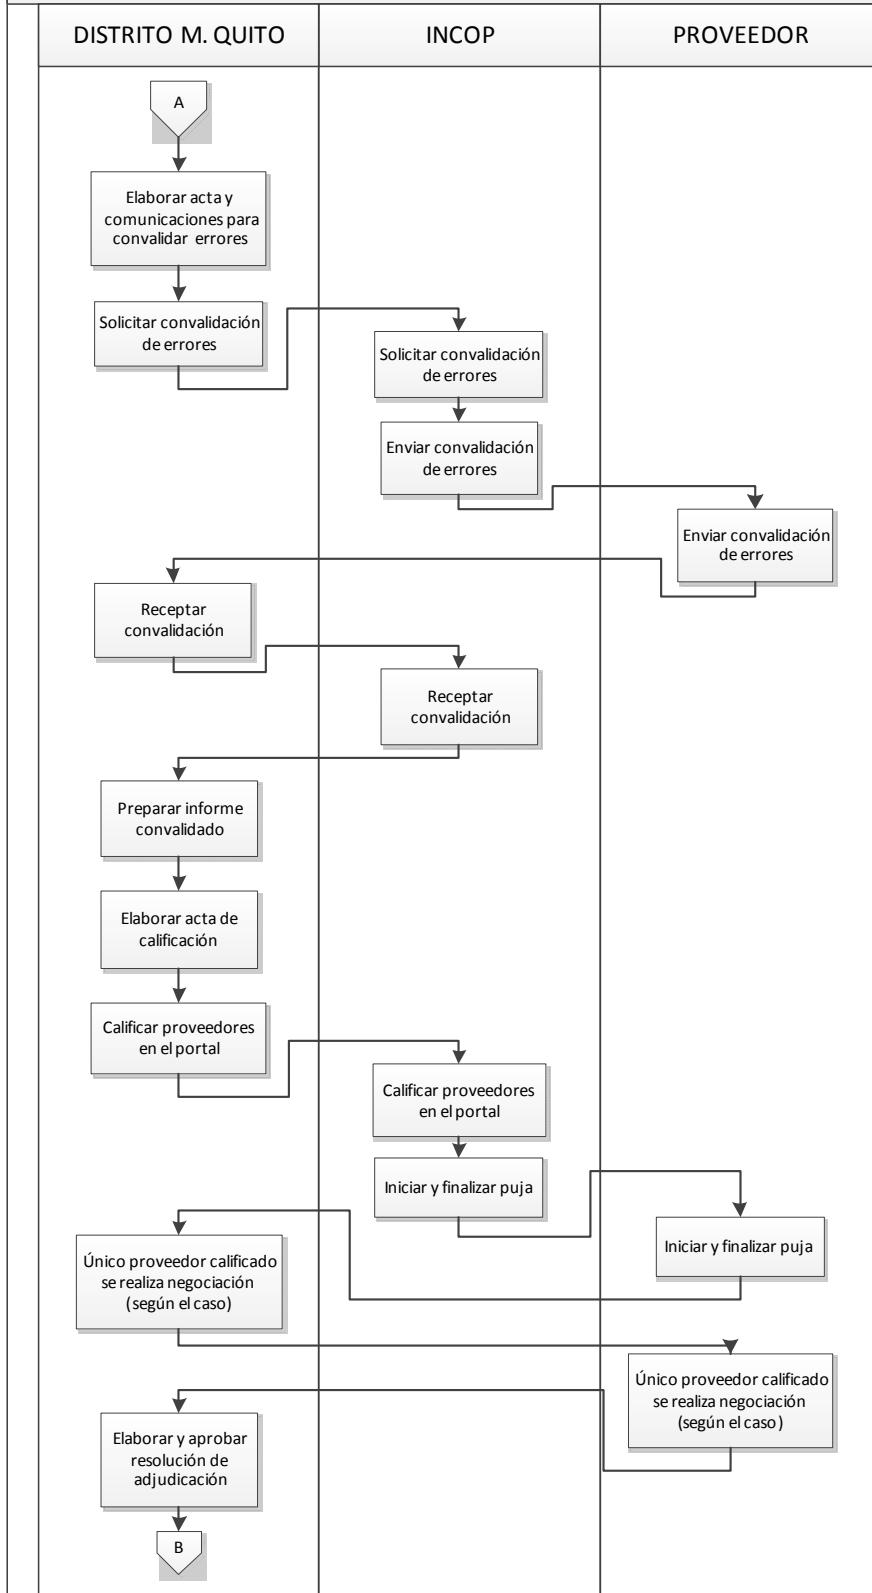 DISTRITO M. QUITO
INCOP
PROVEEDOR
A
Elaborar acta y
comunicaciones para
convalidar errores
Solicitar convalidación
de errores
Solicitar convalidación
de errores
Enviar convalidación
de errores
Enviar convalidación
de errores
Receptar
convalidación
Receptar
convalidación
Preparar informe
convalidado
Elaborar acta de
calificación
Calificar proveedores
en el portal
Calificar proveedores
en el portal
Iniciar y finalizar puja
Iniciar y finalizar puja
Único proveedor calificado
se realiza negociación
(según el caso)
Único proveedor calificado
se realiza negociación
(según el caso)
Elaborar y aprobar
resolución de
adjudicación
B